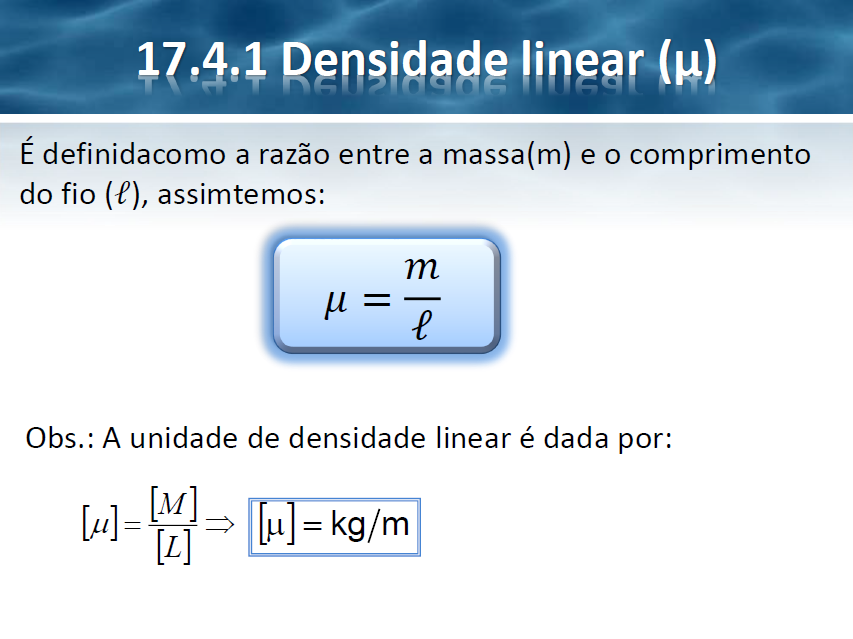 17.4.1 Densidade linear (μ)
É definidacomo a razão entre a massa(m) e o comprimento
do fio (ℓ), assimtemos:
μ = m/ℓ
Obs.: A unidade de densidade linear é dada por:
[μ] = [M]/[L] ⇒ [μ] = kg/m